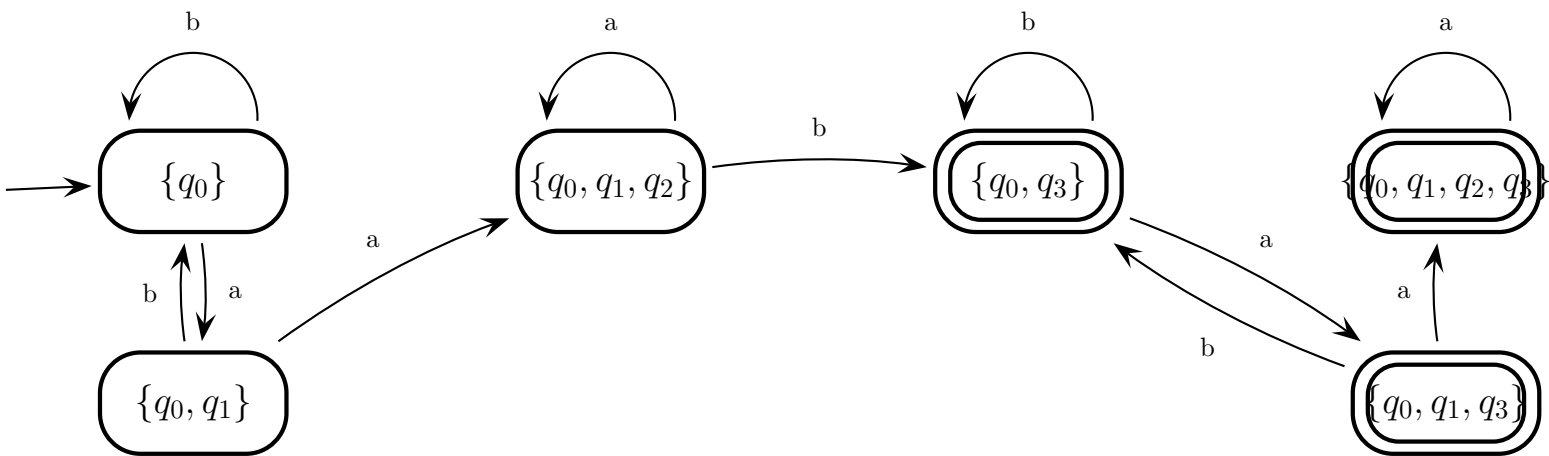 b a b a
b
{q₀} {q₀, q₁, q₂} {q₀, q₃} {q₀, q₁, q₂, q₃}
a a
b a a
b
{q₀, q₁} {q₀, q₁, q₃}